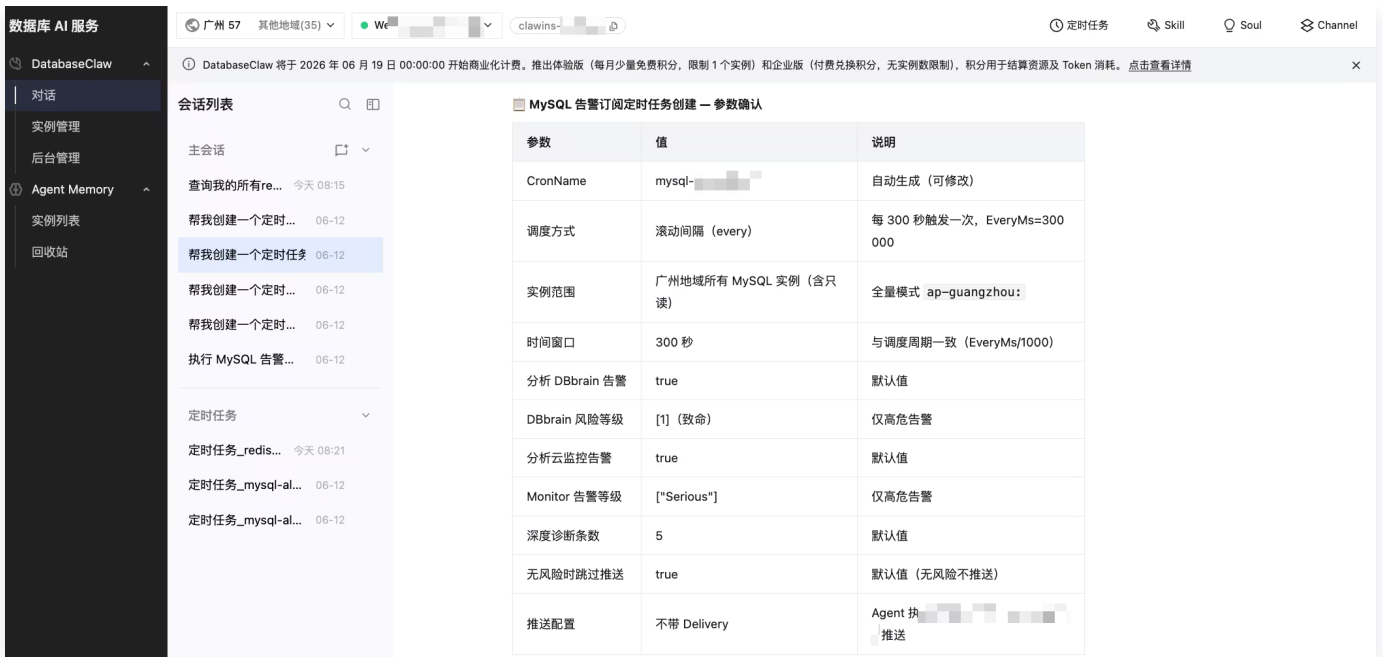 数据库 AI 服务
广州 57 其他地域(35)
clawins-
定时任务
Skill
Soul
Channel
DatabaseClaw
对话
实例管理
后台管理
Agent Memory
实例列表
回收站
DatabaseClaw 将于 2026 年 06 月 19 日 00:00:00 开始商业化计费。推出体验版（每月少量免费积分，限制 1 个实例）和企业版（付费兑换积分，无实例数限制），积分用于结算资源及 Token 消耗。 点击查看详情
会话列表
主会话
查询我的所有re... 今天 08:15
帮我创建一个定时... 06-12
帮我创建一个定时任务 06-12
帮我创建一个定时... 06-12
帮我创建一个定时... 06-12
执行 MySQL 告警... 06-12
定时任务
定时任务_redis... 今天 08:21
定时任务_mysql-al... 06-12
定时任务_mysql-al... 06-12
MySQL 告警订阅定时任务创建 — 参数确认
参数 值 说明
CronName mysql- 自动生成（可修改）
调度方式 滚动间隔（every） 每 300 秒触发一次，EveryMs=300
000
实例范围 广州地域所有 MySQL 实例（含只
读） 全量模式 ap-guangzhou:
时间窗口 300 秒 与调度周期一致（EveryMs/1000）
分析 DBbrain 告警 true 默认值
DBbrain 风险等级 [1]（致命） 仅高危告警
分析云监控告警 true 默认值
Monitor 告警等级 ["Serious"] 仅高危告警
深度诊断条数 5 默认值
无风险时跳过推送 true 默认值（无风险不推送）
推送配置 不带 Delivery Agent 执
推送